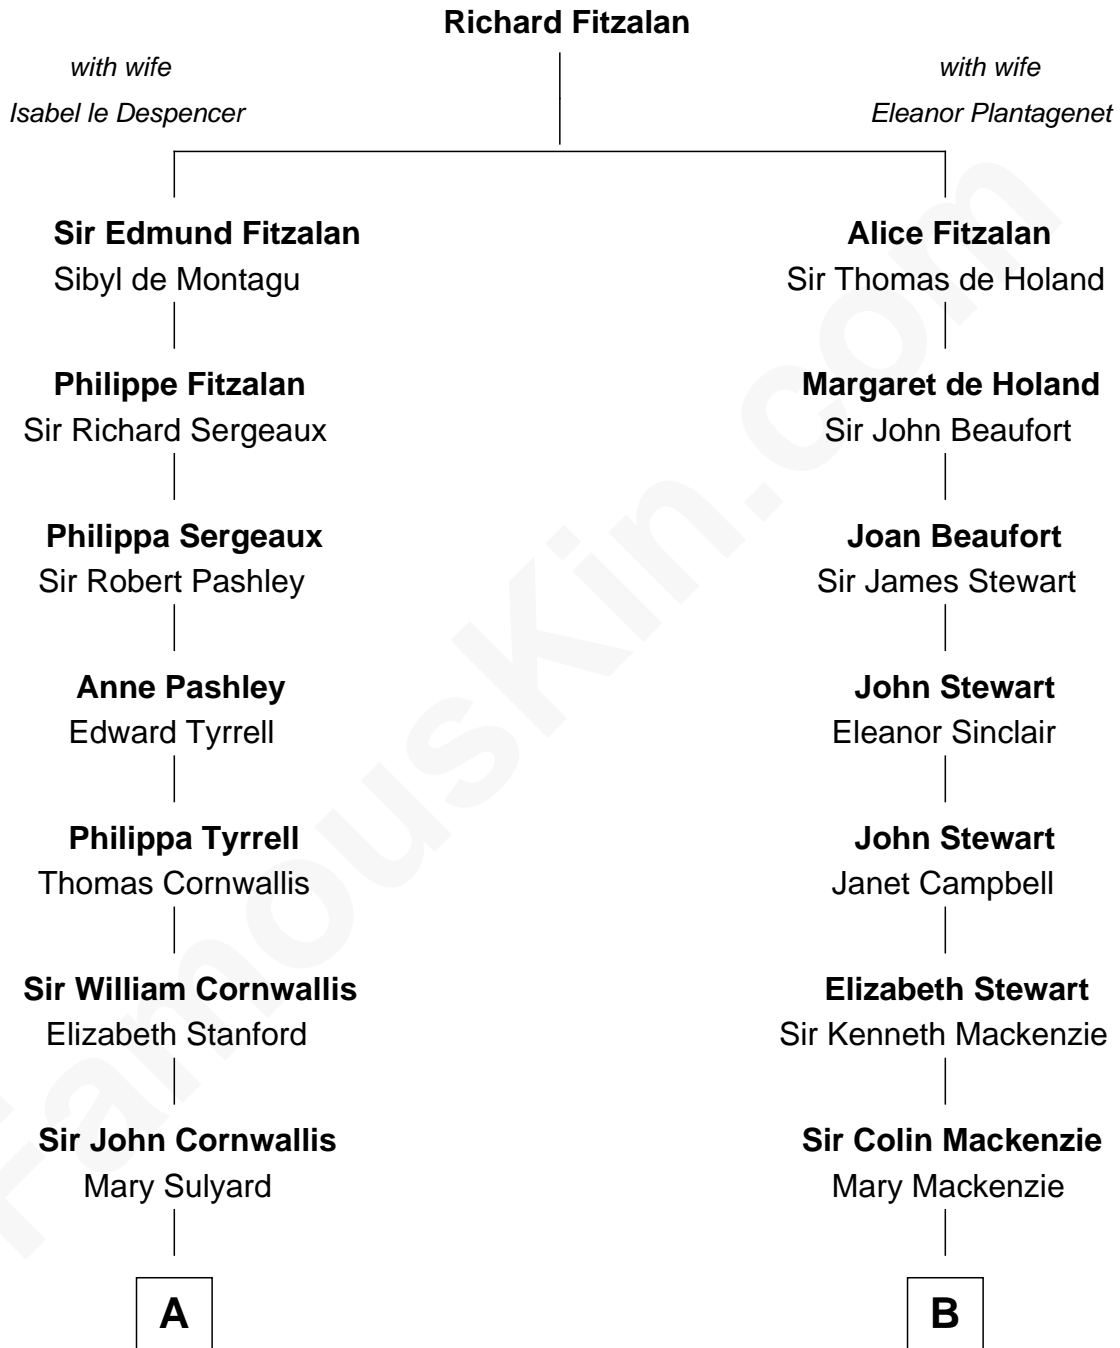 Richard Fitzalan
with wife
Isabel le Despencer
with wife
Eleanor Plantagenet
Sir Edmund Fitzalan
Sibyl de Montagu
Alice Fitzalan
Sir Thomas de Holand
Philippe Fitzalan
Sir Richard Sergeaux
Margaret de Holand
Sir John Beaufort
Philippa Sergeaux
Sir Robert Pashley
Joan Beaufort
Sir James Stewart
Anne Pashley
Edward Tyrrell
John Stewart
Eleanor Sinclair
Philippa Tyrrell
Thomas Cornwallis
John Stewart
Janet Campbell
Sir William Cornwallis
Elizabeth Stanford
Elizabeth Stewart
Sir Kenneth Mackenzie
Sir John Cornwallis
Mary Sulyard
Sir Colin Mackenzie
Mary Mackenzie
A
B
FamousKin.com